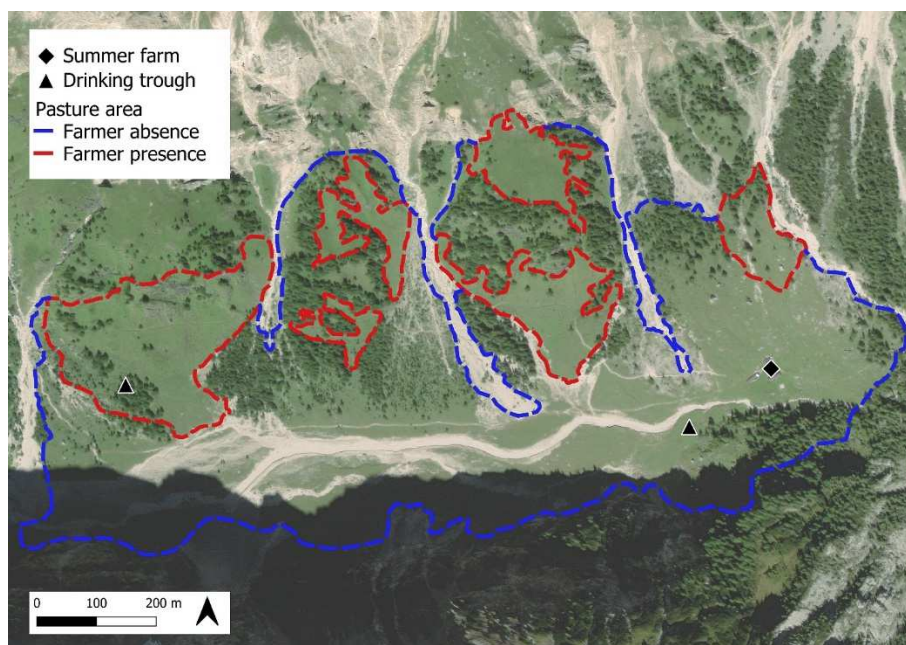 Summer farm
Drinking trough
Pasture area
Farmer absence
Farmer presence
0 100 200 m